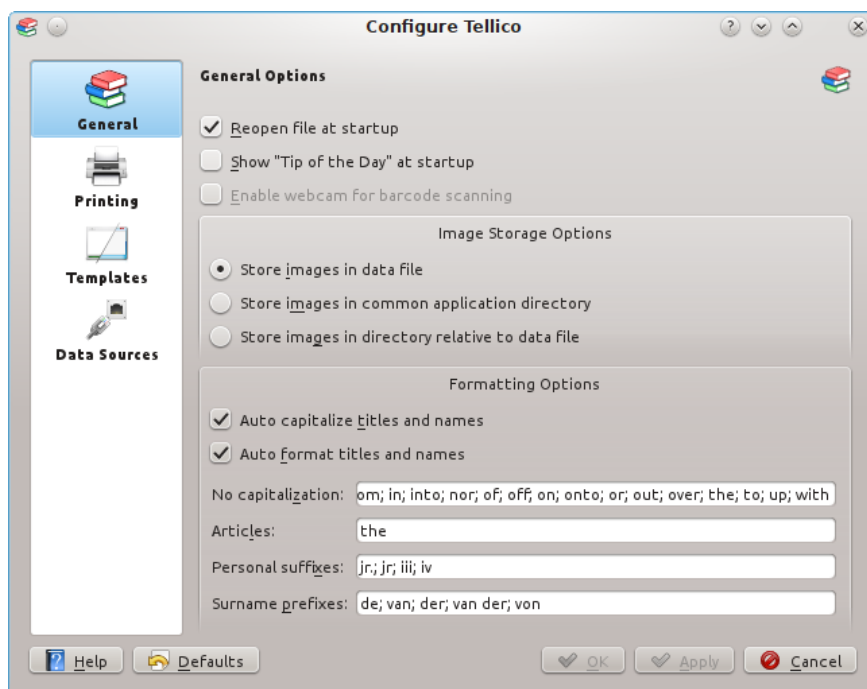 Configure Tellico
General
Printing
Templates
Data Sources
General Options
Reopen file at startup
Show "Tip of the Day" at startup
Enable webcam for barcode scanning
Image Storage Options
Store images in data file
Store images in common application directory
Store images in directory relative to data file
Formatting Options
Auto capitalize titles and names
Auto format titles and names
No capitalization: om; in; into; nor; of; off; on; onto; or; out; over; the; to; up; with
Articles: the
Personal suffixes: jr.; jr; iii; iv
Surname prefixes: de; van; der; van der; von
Help Defaults OK Apply Cancel